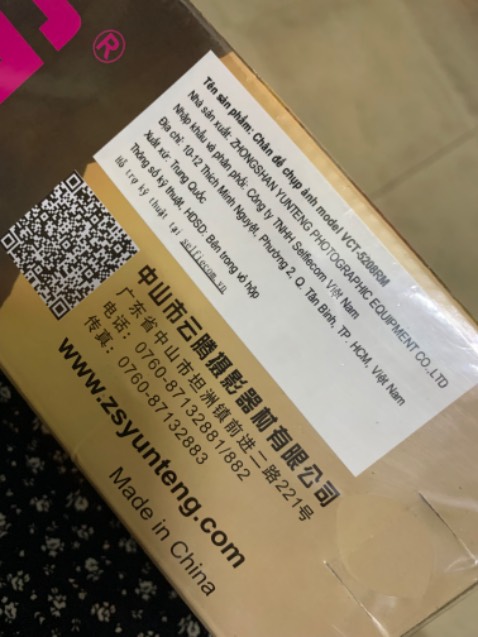 ®
Tên sản phẩm: Chân đế chụp ảnh model VCT-5208RM
Nhà sản xuất: ZHONGSHAN YUNTENG PHOTOGRAPHIC EQUIPMENT CO.,LTD
Nhập khẩu và phân phối: Công ty TNHH Selfiecom Việt Nam
Địa chỉ: 10-12 Thích Minh Nguyệt, Phường 2, Q. Tân Bình, TP. HCM, Việt Nam
Xuất xứ: Trung Quốc
Thông số kỹ thuật, HDSD: Bên trong vỏ hộp
Hỗ trợ kỹ thuật tại selfiecom.vn
中山市云腾摄影器材有限公司
广东省中山市坦洲镇前进二路221号
电话: 0760-87132881/882
传真: 0760-87132883
www.zsyunteng.com
Made in China